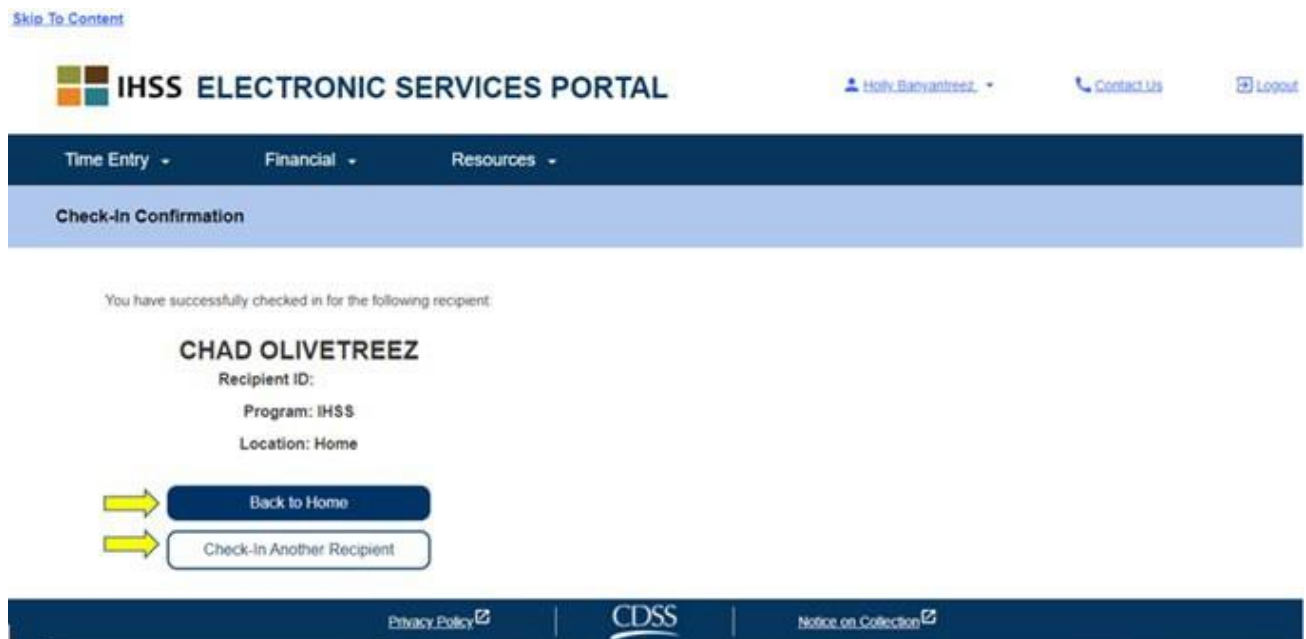 Skip To Content
IHSS ELECTRONIC SERVICES PORTAL
Holly Banyantreez
Contact Us
Logout
Time Entry
Financial
Resources
Check-In Confirmation
You have successfully checked in for the following recipient
CHAD OLIVETREEZ
Recipient ID:
Program: IHSS
Location: Home
Back to Home
Check-In Another Recipient
Privacy Policy
CDSS
Notice on Collection